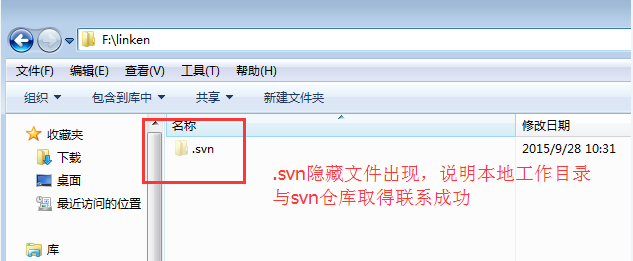 F:\linken
文件(F) 编辑(E) 查看(V) 工具(T) 帮助(H)
组织 包含到库中 共享 新建文件夹
收藏夹
下载
桌面
最近访问的位置
库
名称 修改日期
.svn 2015/9/28 10:31
.svn隐藏文件出现，说明本地工作目录
与svn仓库取得联系成功